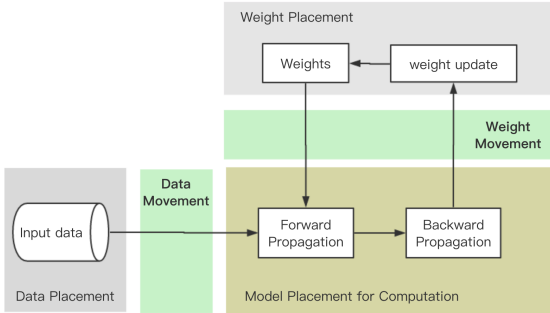 Weight Placement
Weights
weight update
Weight
Movement
Data
Movement
Input data
Forward
Propagation
Backward
Propagation
Data Placement
Model Placement for Computation